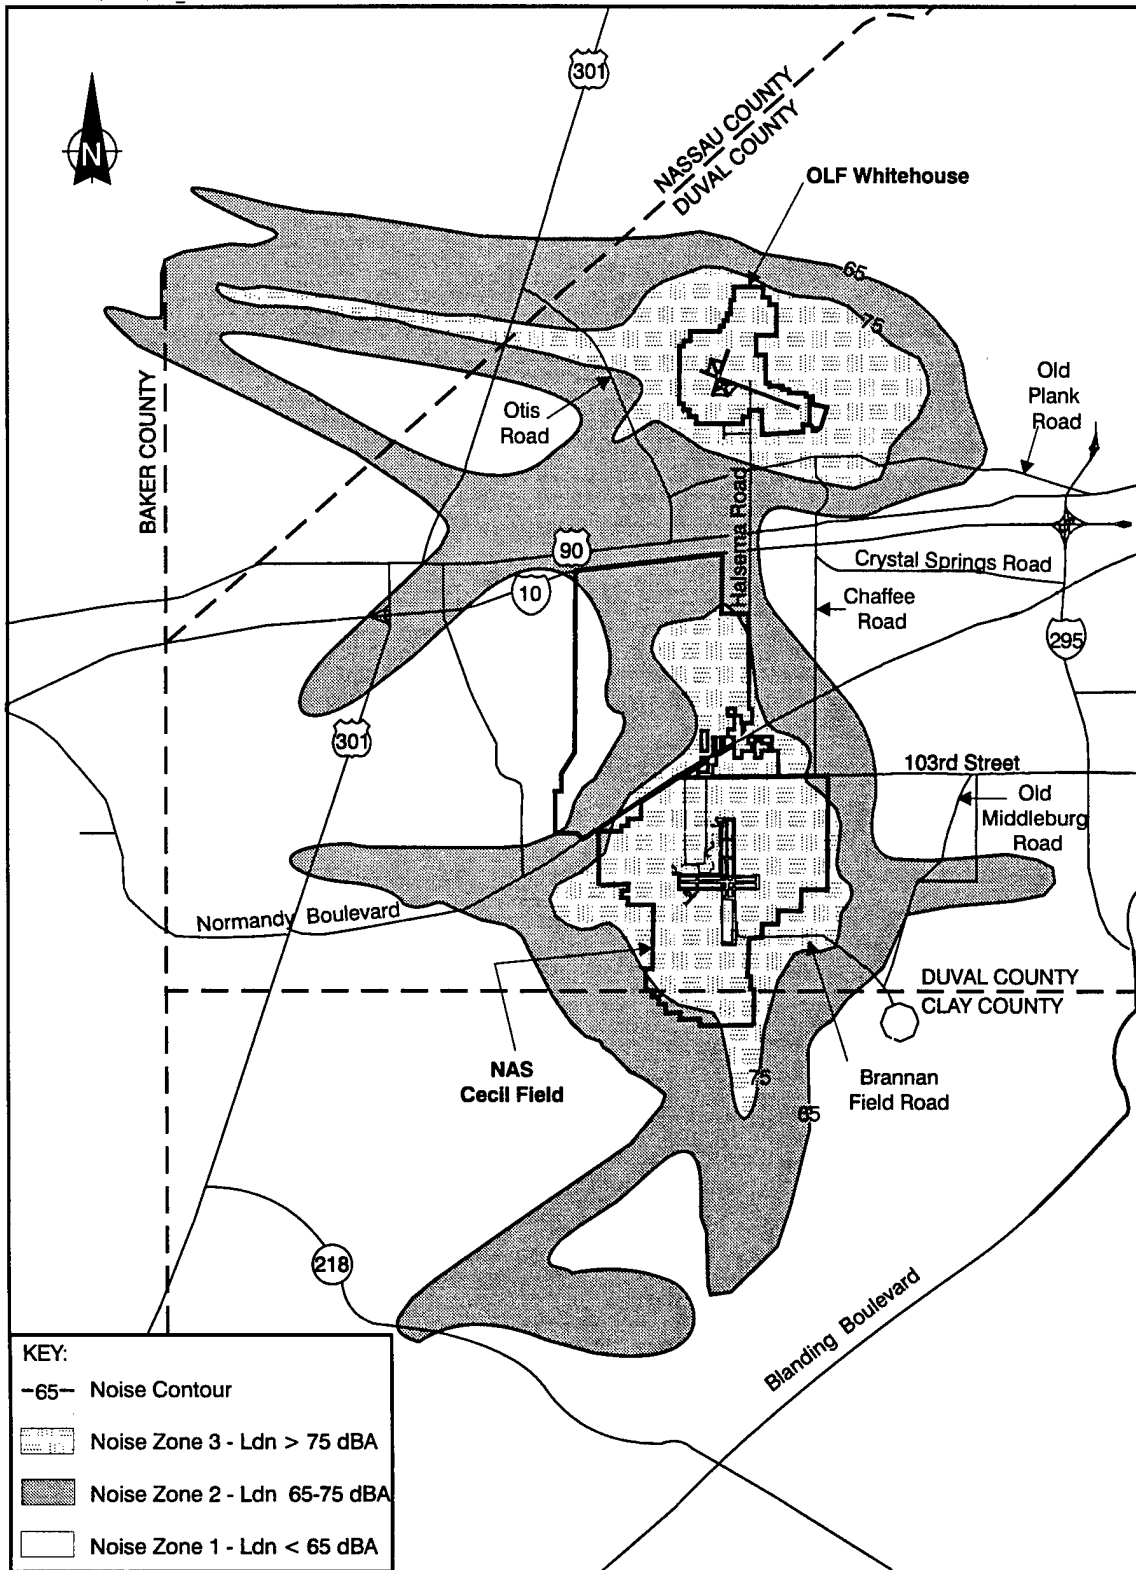 301
N
NASSAU COUNTY
DUVAL COUNTY
OLF Whitehouse
65
75
Old
Plank
Road
Otis
Road
BAKER COUNTY
Halsema Road
90
10
Crystal Springs Road
Chaffee
Road
295
301
103rd Street
Old
Middleburg
Road
Normandy Boulevard
DUVAL COUNTY
CLAY COUNTY
NAS
Cecil Field
75
65
Brannan
Field Road
218
Blanding Boulevard
KEY:
-65- Noise Contour
Noise Zone 3 - Ldn > 75 dBA
Noise Zone 2 - Ldn 65-75 dBA
Noise Zone 1 - Ldn < 65 dBA